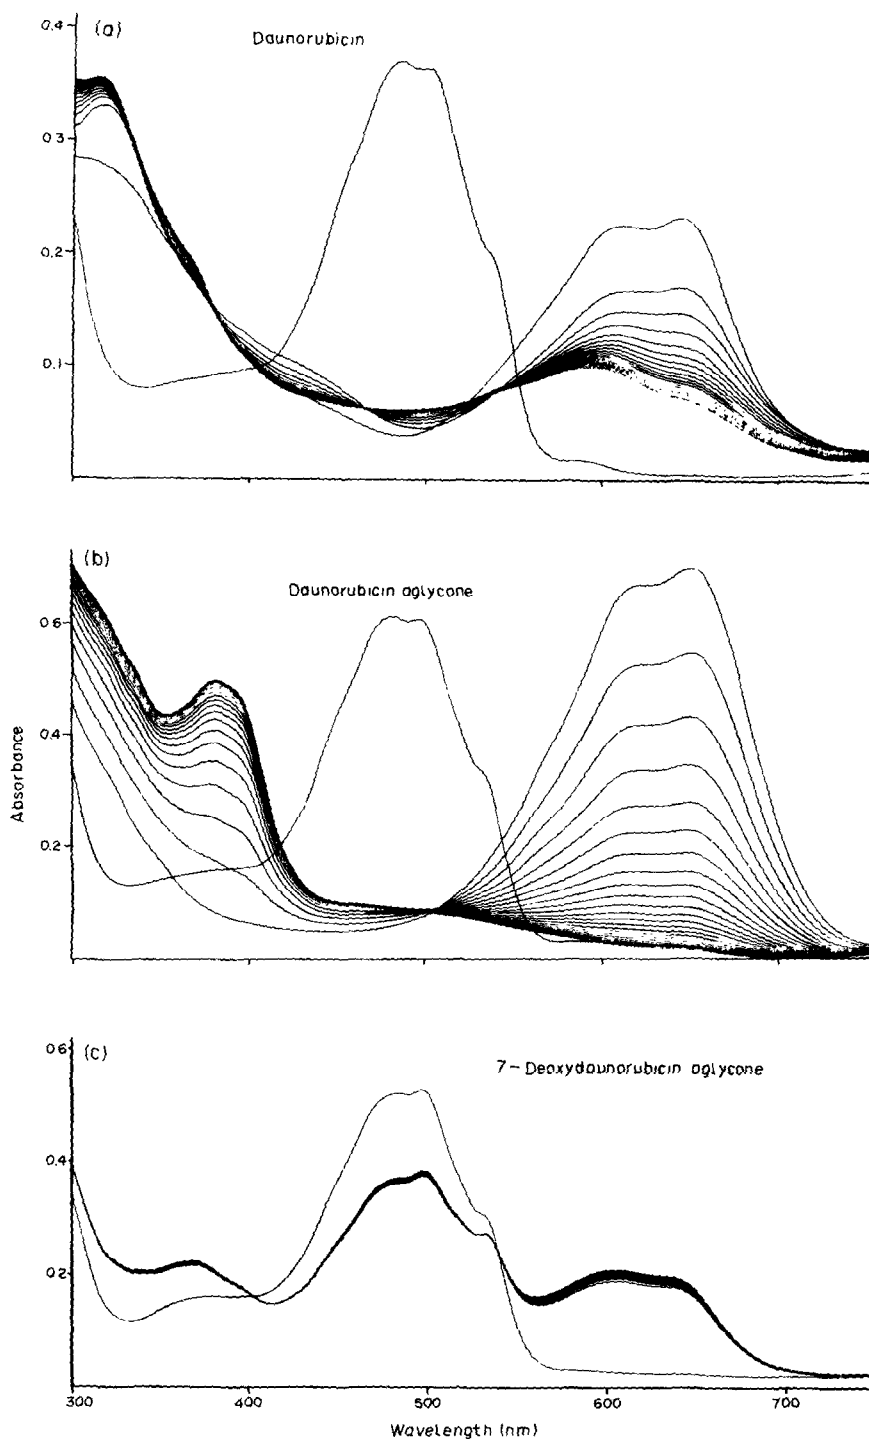 (a)
Daunorubicin
0.4
0.3
0.2
0.1
(b)
Daunorubicin aglycone
0.6
0.4
0.2
Absorbance
(c)
7-Deoxydaunorubicin aglycone
0.6
0.4
0.2
300
400
500
600
700
Wavelength (nm)